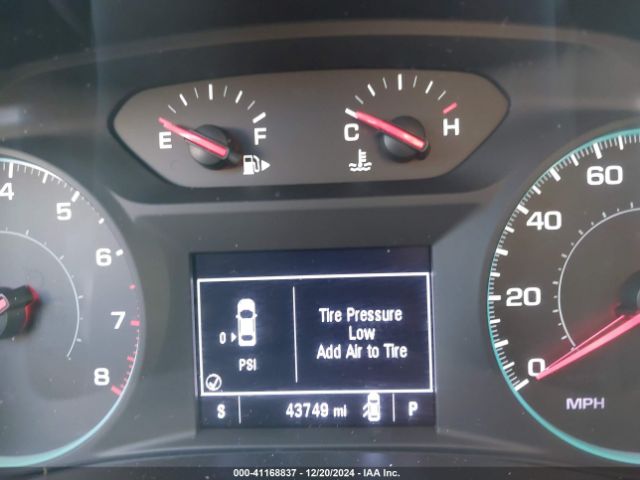 E F
C H
4
5
6
7
8
60
40
20
0
MPH
Tire Pressure
Low
Add Air to Tire
0
PSI
S 43749 mi P
000-41168837 - 12/20/2024 - IAA Inc.